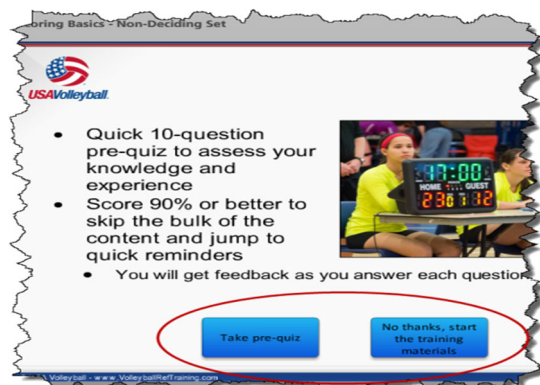 oring Basics - Non-Deciding Set
USAVolleyball.
• Quick 10-question
pre-quiz to assess your
knowledge and
experience
• Score 90% or better to
skip the bulk of the
content and jump to
quick reminders
• You will get feedback as you answer each question
17:00
HOME GUEST
23 0 1 12
Take pre-quiz
No thanks, start
the training
materials
Volleyball - www.VolleyballRefTraining.com